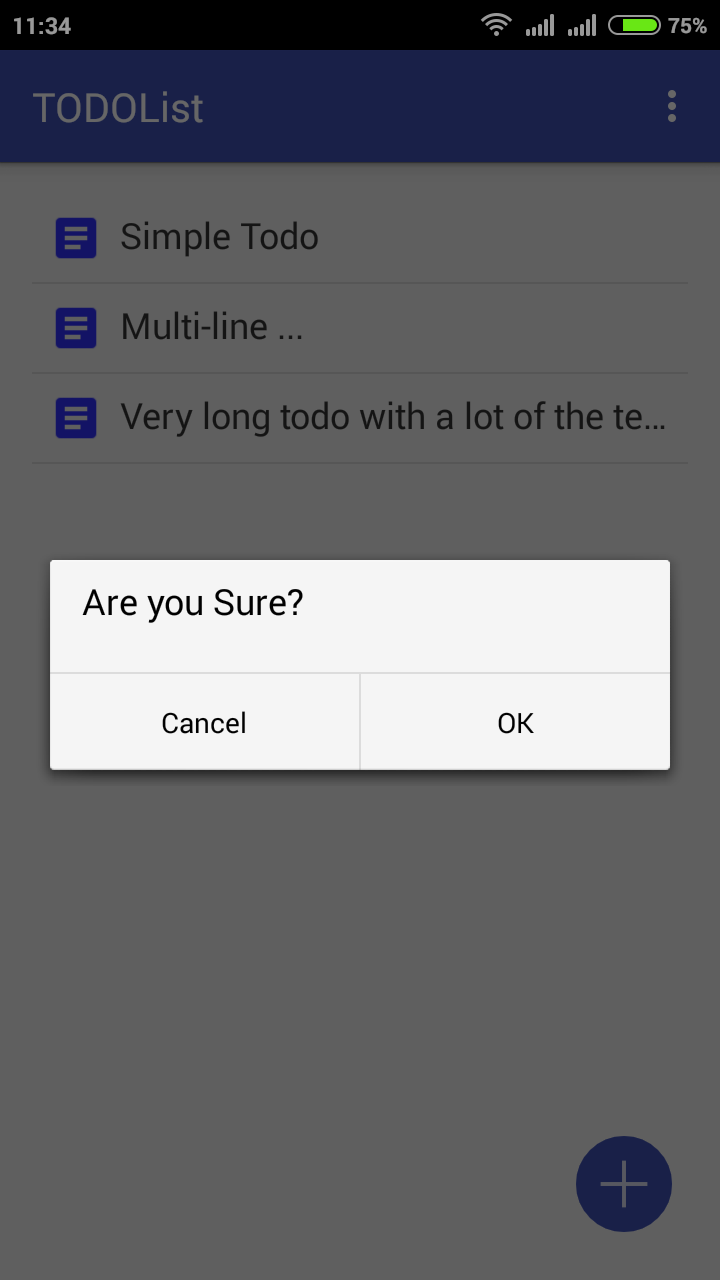 11:34 75%
TODOList
Simple Todo
Multi-line ...
Very long todo with a lot of the te...
Are you Sure?
Cancel OK